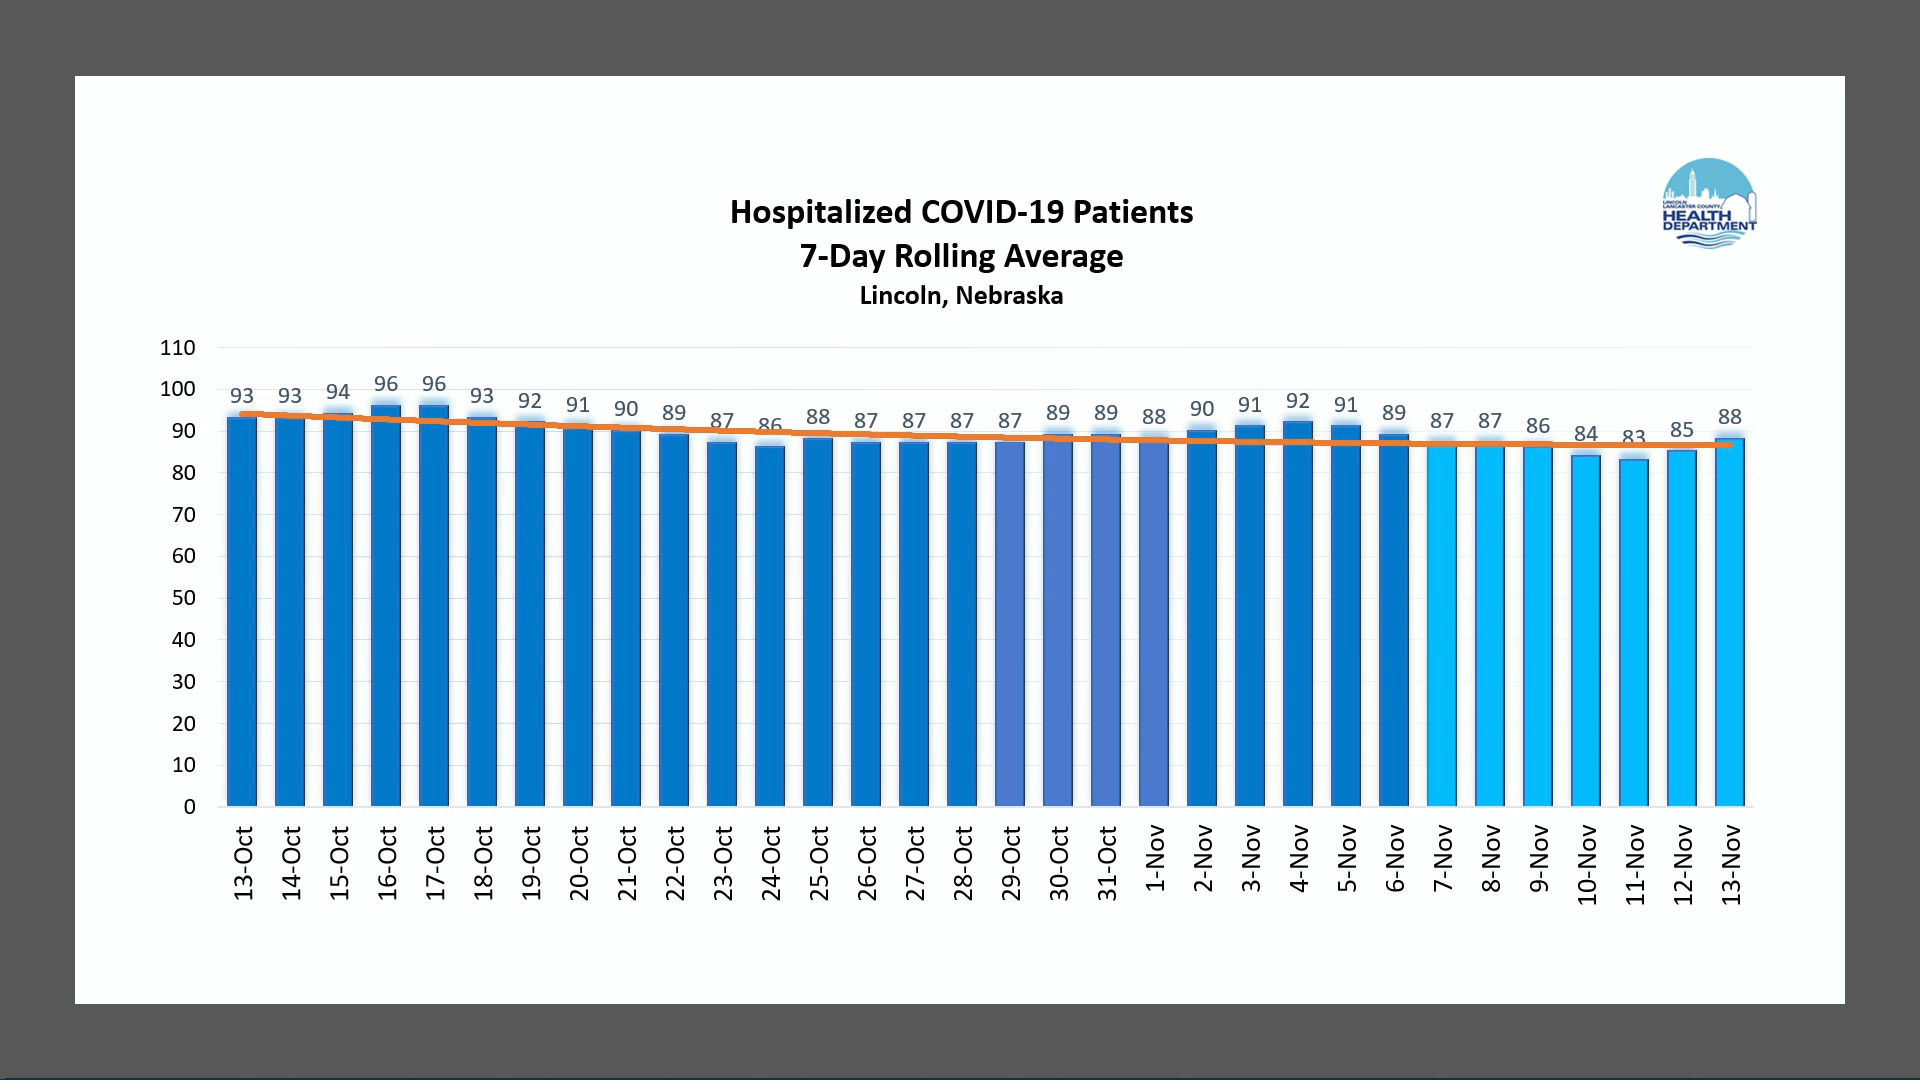 LINCOLN
LANCASTER COUNTY
HEALTH
DEPARTMENT
Hospitalized COVID-19 Patients
7-Day Rolling Average
Lincoln, Nebraska
110
100
90
80
70
60
50
40
30
20
10
0
93 93 94 96 96 93 92 91 90 89 87 86 88 87 87 87 87 89 89 88 90 91 92 91 89 87 87 86 84 83 85 88
13-Oct 14-Oct 15-Oct 16-Oct 17-Oct 18-Oct 19-Oct 20-Oct 21-Oct 22-Oct 23-Oct 24-Oct 25-Oct 26-Oct 27-Oct 28-Oct 29-Oct 30-Oct 31-Oct 1-Nov 2-Nov 3-Nov 4-Nov 5-Nov 6-Nov 7-Nov 8-Nov 9-Nov 10-Nov 11-Nov 12-Nov 13-Nov